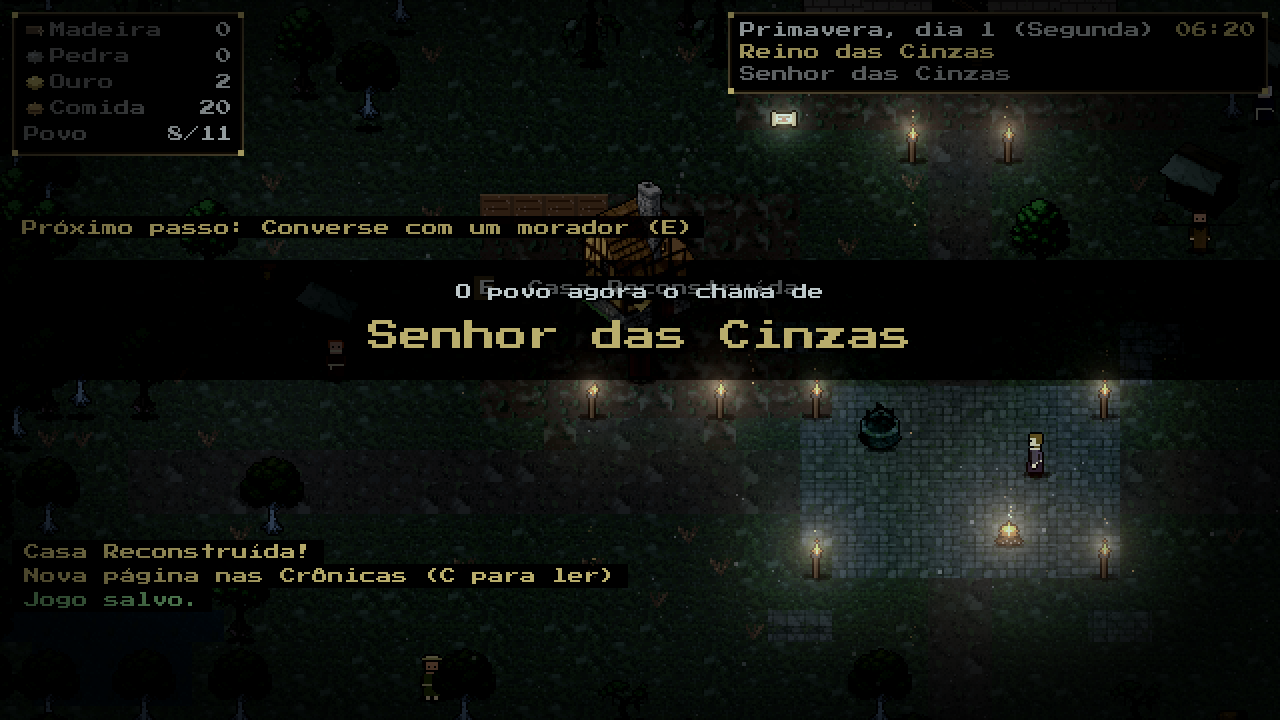 Madeira 0
Pedra 0
Ouro 2
Comida 20
Povo 8/11
Primavera, dia 1 (Segunda) 06:20
Reino das Cinzas
Senhor das Cinzas
Próximo passo: Converse com um morador (E)
E Casa Reconstruída
O povo agora o chama de
Senhor das Cinzas
Casa Reconstruída!
Nova página nas Crônicas (C para ler)
Jogo salvo.